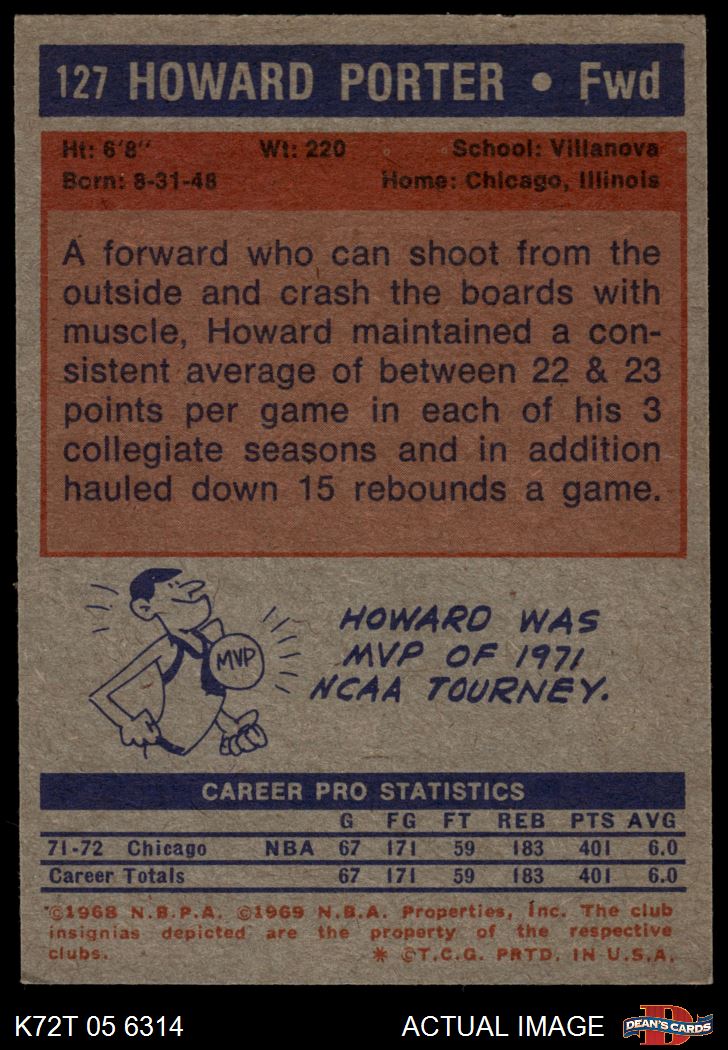 127 HOWARD PORTER • Fwd
Ht: 6'8" Wt: 220 School: Villanova
Born: 8-31-48 Home: Chicago, Illinois
A forward who can shoot from the
outside and crash the boards with
muscle, Howard maintained a con-
sistent average of between 22 & 23
points per game in each of his 3
collegiate seasons and in addition
hauled down 15 rebounds a game.
MVP
HOWARD WAS
MVP OF 1971
NCAA TOURNEY.
CAREER PRO STATISTICS
G FG FT REB PTS AVG
71-72 Chicago NBA 67 171 59 183 401 6.0
Career Totals 67 171 59 183 401 6.0
©1968 N.B.P.A. ©1969 N.B.A. Properties, Inc. The club
insignias depicted are the property of the respective
clubs. * ©T.C.G. PRTD. IN U.S.A.
K72T 05 6314 ACTUAL IMAGE D DEAN'S CARDS